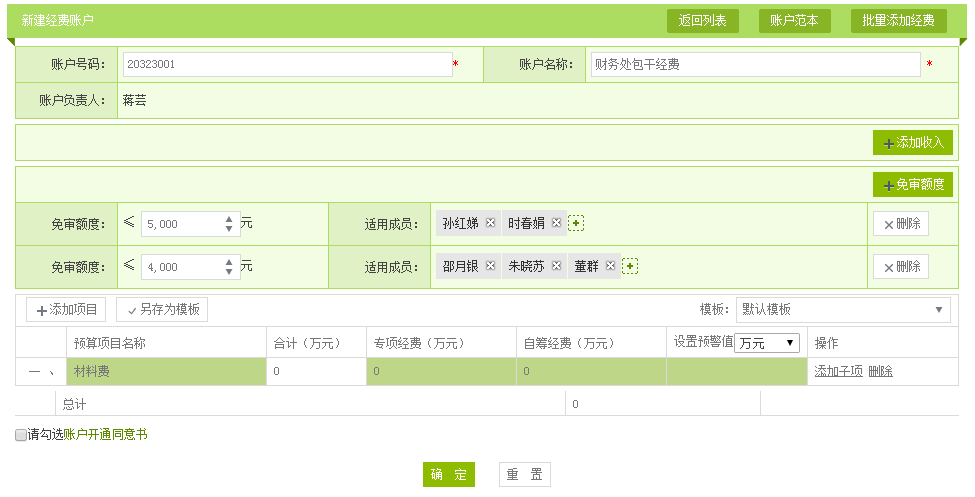 新建经费账户 返回列表 账户范本 批量添加经费
账户号码： 20323001 * 账户名称： 财务处包干经费 *
账户负责人： 蒋芸
添加收入
免审额度
免审额度： ≤ 5,000 元 适用成员： 孙红娣 时春娟 删除
免审额度： ≤ 4,000 元 适用成员： 邵月银 朱晓苏 董群 删除
添加项目 另存为模板 模板： 默认模板
预算项目名称 合计（万元） 专项经费（万元） 自筹经费（万元） 设置预警值 万元 操作
一 、 材料费 0 0 0 添加子项 删除
总计 0
请勾选账户开通同意书
确 定 重 置